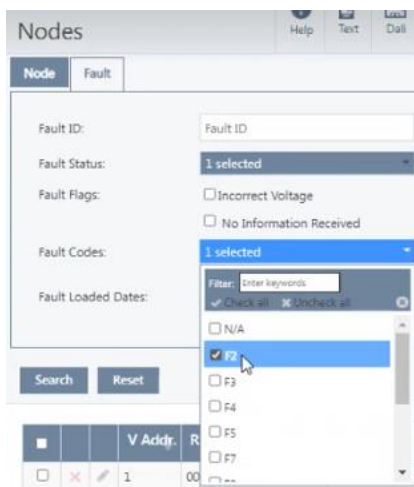 Nodes
Help Text Dali
Node Fault
Fault ID: Fault ID
Fault Status: 1 selected
Fault Flags: Incorrect Voltage
No Information Received
Fault Codes: 1 selected
Filter: Enter keywords
Check all Uncheck all
Fault Loaded Dates:
N/A
F2
F3
F4
F5
F7
Search Reset
V Addr. R
1 00